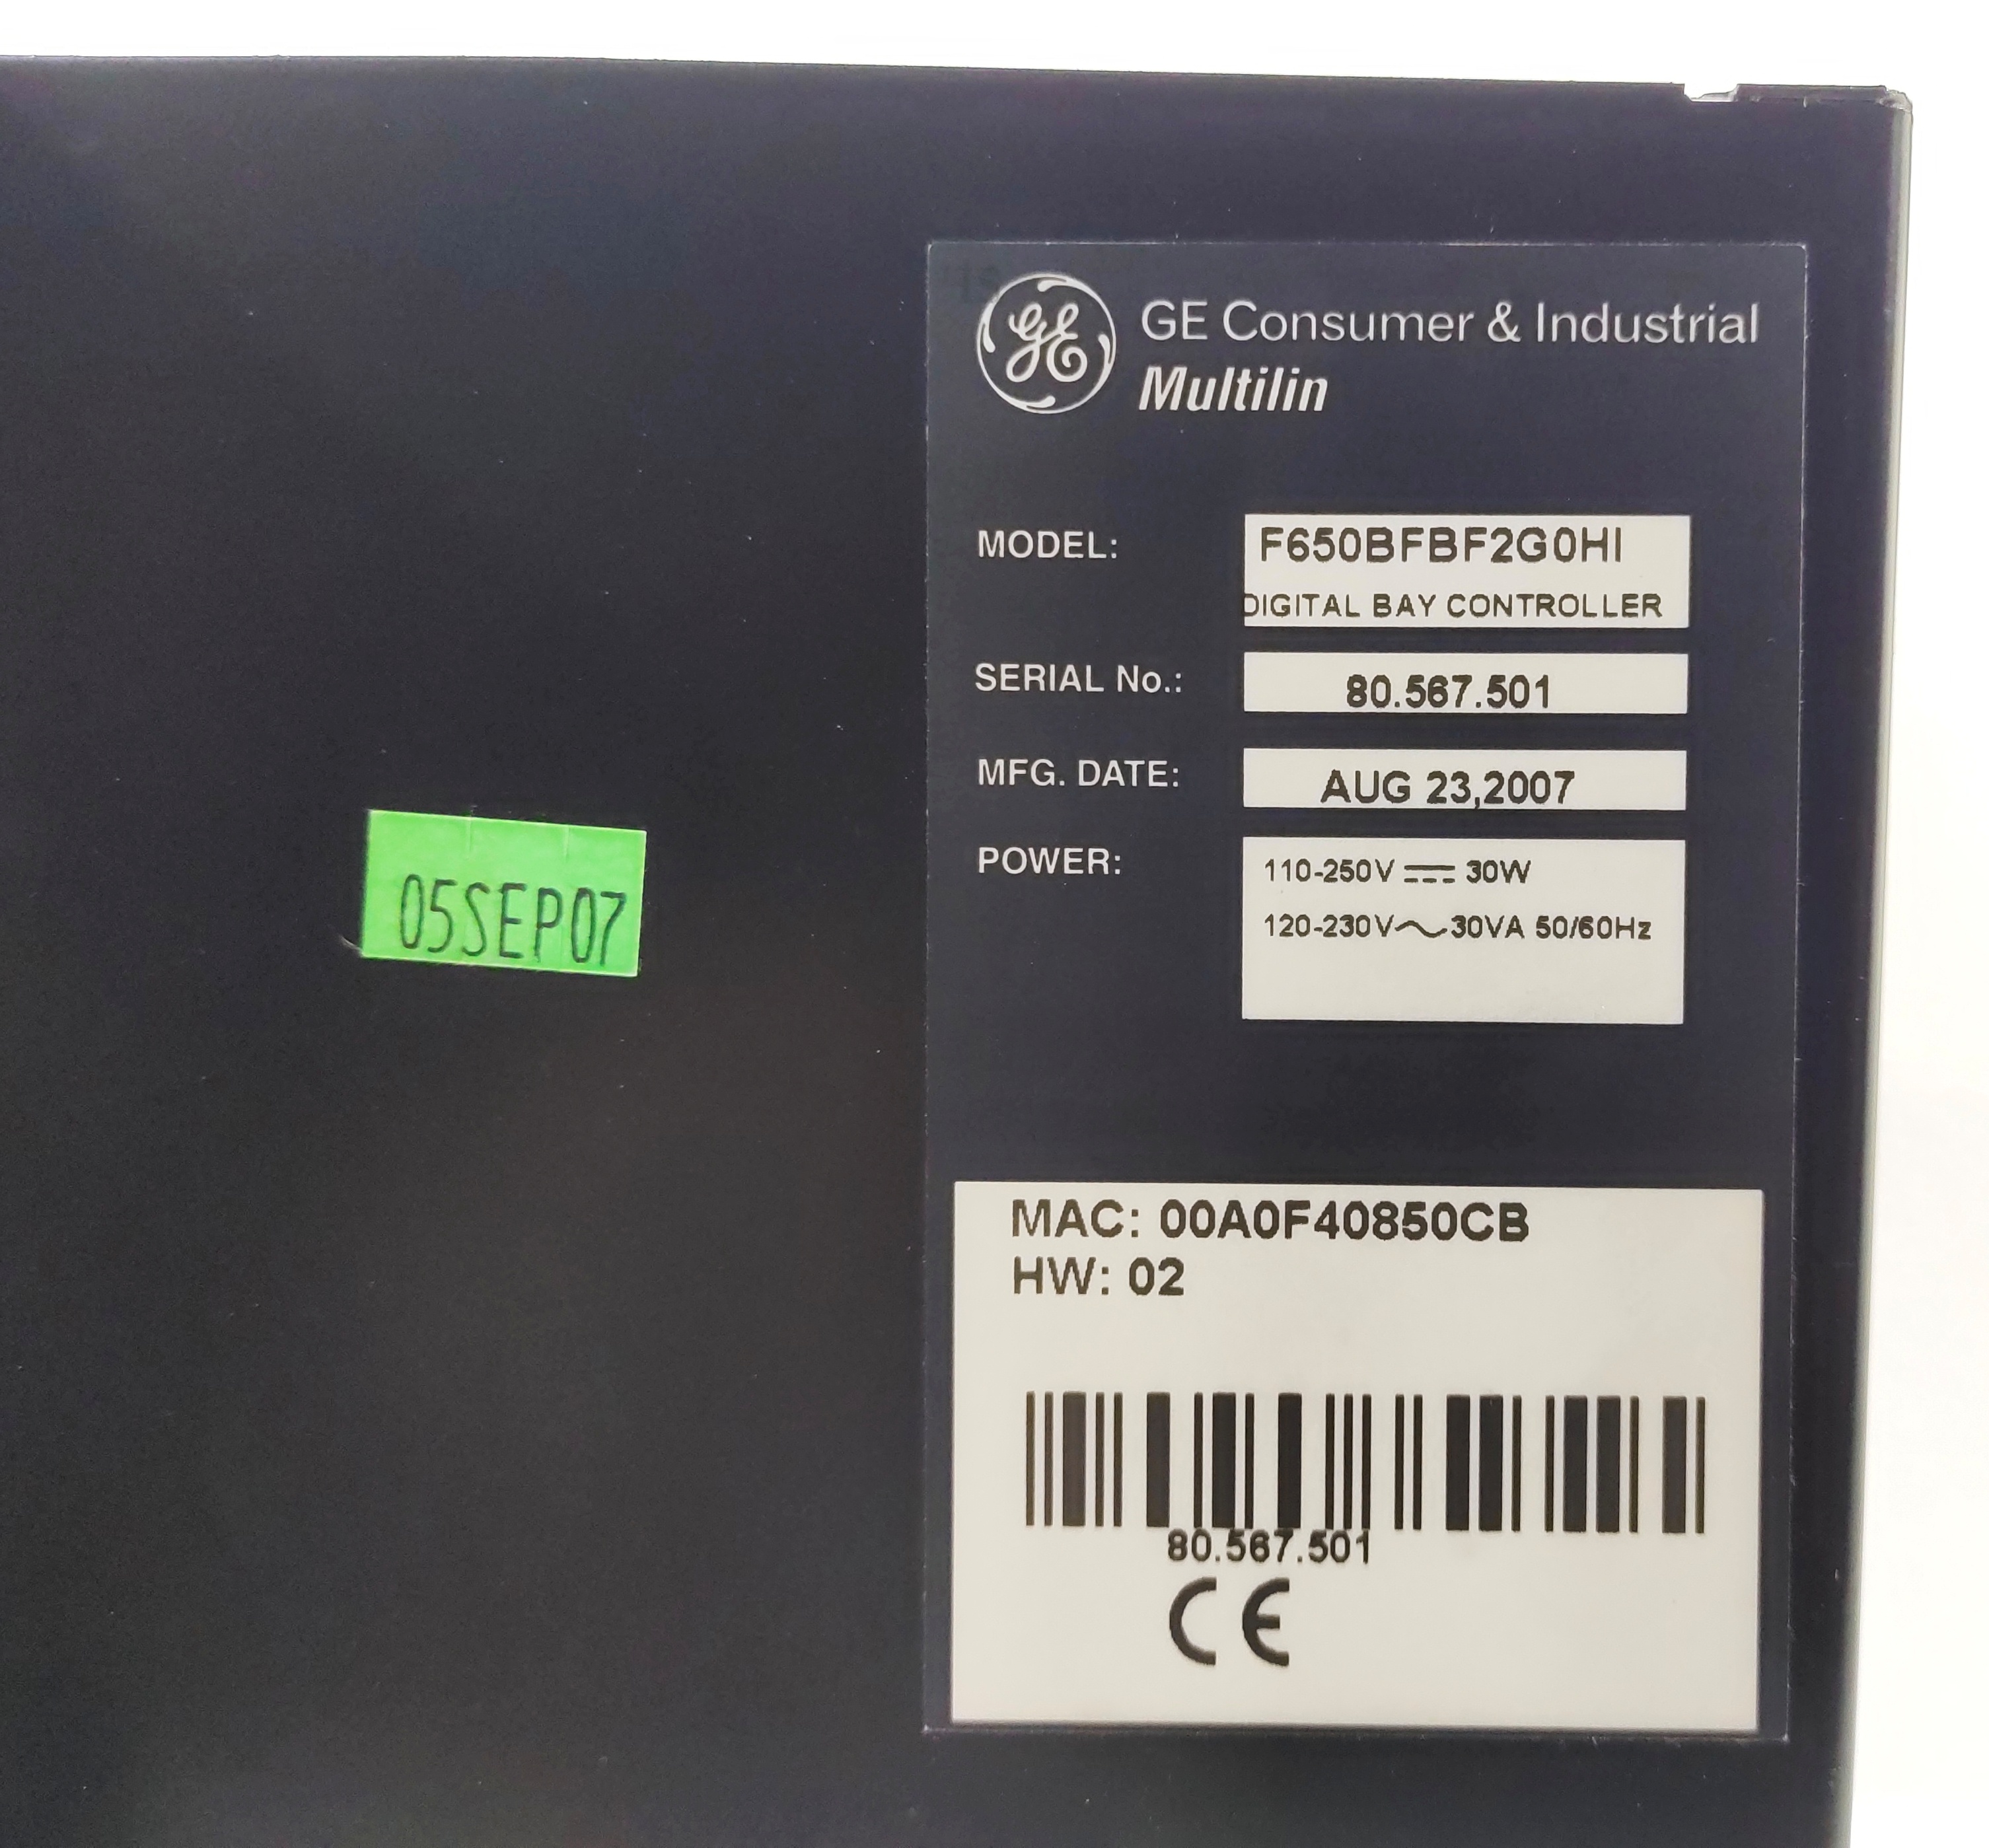 GE
GE Consumer & Industrial
Multilin
MODEL: F650BFBF2G0HI
DIGITAL BAY CONTROLLER
SERIAL No.: 80.567.501
MFG. DATE: AUG 23,2007
POWER: 110-250V ⎓ 30W
120-230V~30VA 50/60Hz
05SEP07
MAC: 00A0F40850CB
HW: 02
80.567.501
CE